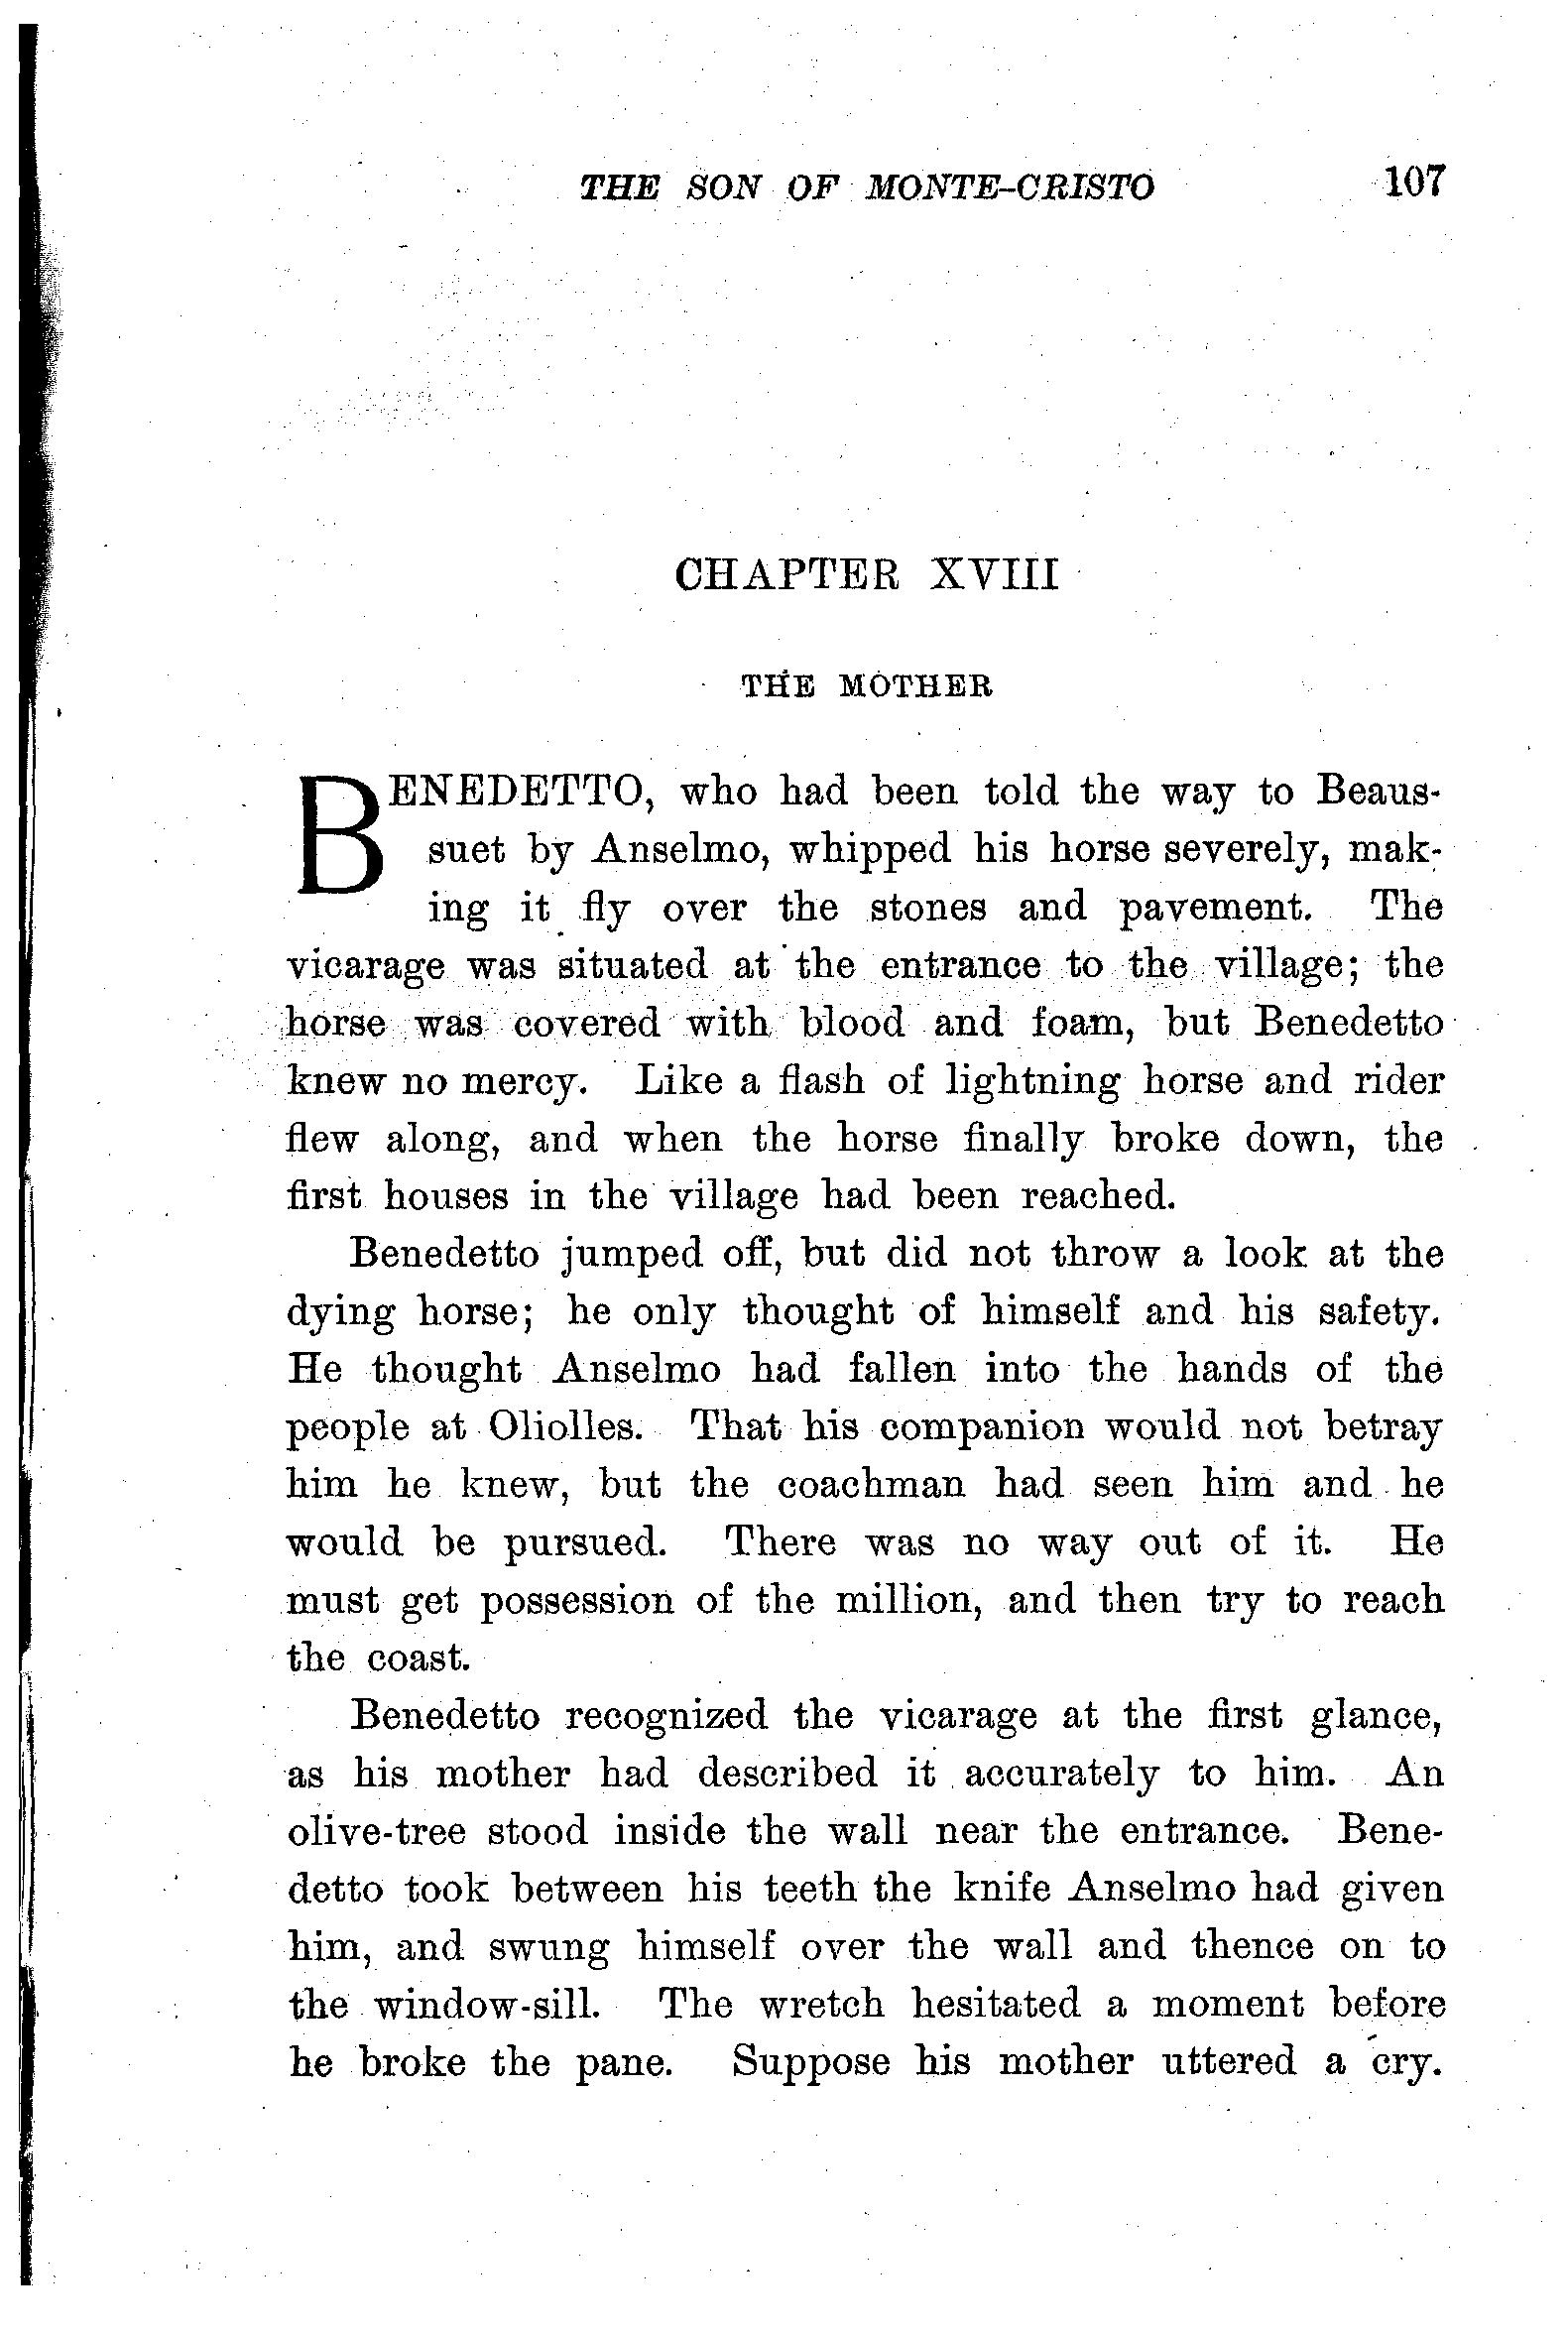 THE SON OF MONTE-CRISTO 107
CHAPTER XVIII
THE MOTHER
BENEDETTO, who had been told the way to Beaus-
suet by Anselmo, whipped his horse severely, mak-
ing it fly over the stones and pavement. The
vicarage was situated at the entrance to the village; the
horse was covered with blood and foam, but Benedetto
knew no mercy. Like a flash of lightning horse and rider
flew along, and when the horse finally broke down, the
first houses in the village had been reached.
Benedetto jumped off, but did not throw a look at the
dying horse; he only thought of himself and his safety.
He thought Anselmo had fallen into the hands of the
people at Oliolles. That his companion would not betray
him he knew, but the coachman had seen him and he
would be pursued. There was no way out of it. He
must get possession of the million, and then try to reach
the coast.
Benedetto recognized the vicarage at the first glance,
as his mother had described it accurately to him. An
olive-tree stood inside the wall near the entrance. Bene-
detto took between his teeth the knife Anselmo had given
him, and swung himself over the wall and thence on to
the window-sill. The wretch hesitated a moment before
he broke the pane. Suppose his mother uttered a cry.